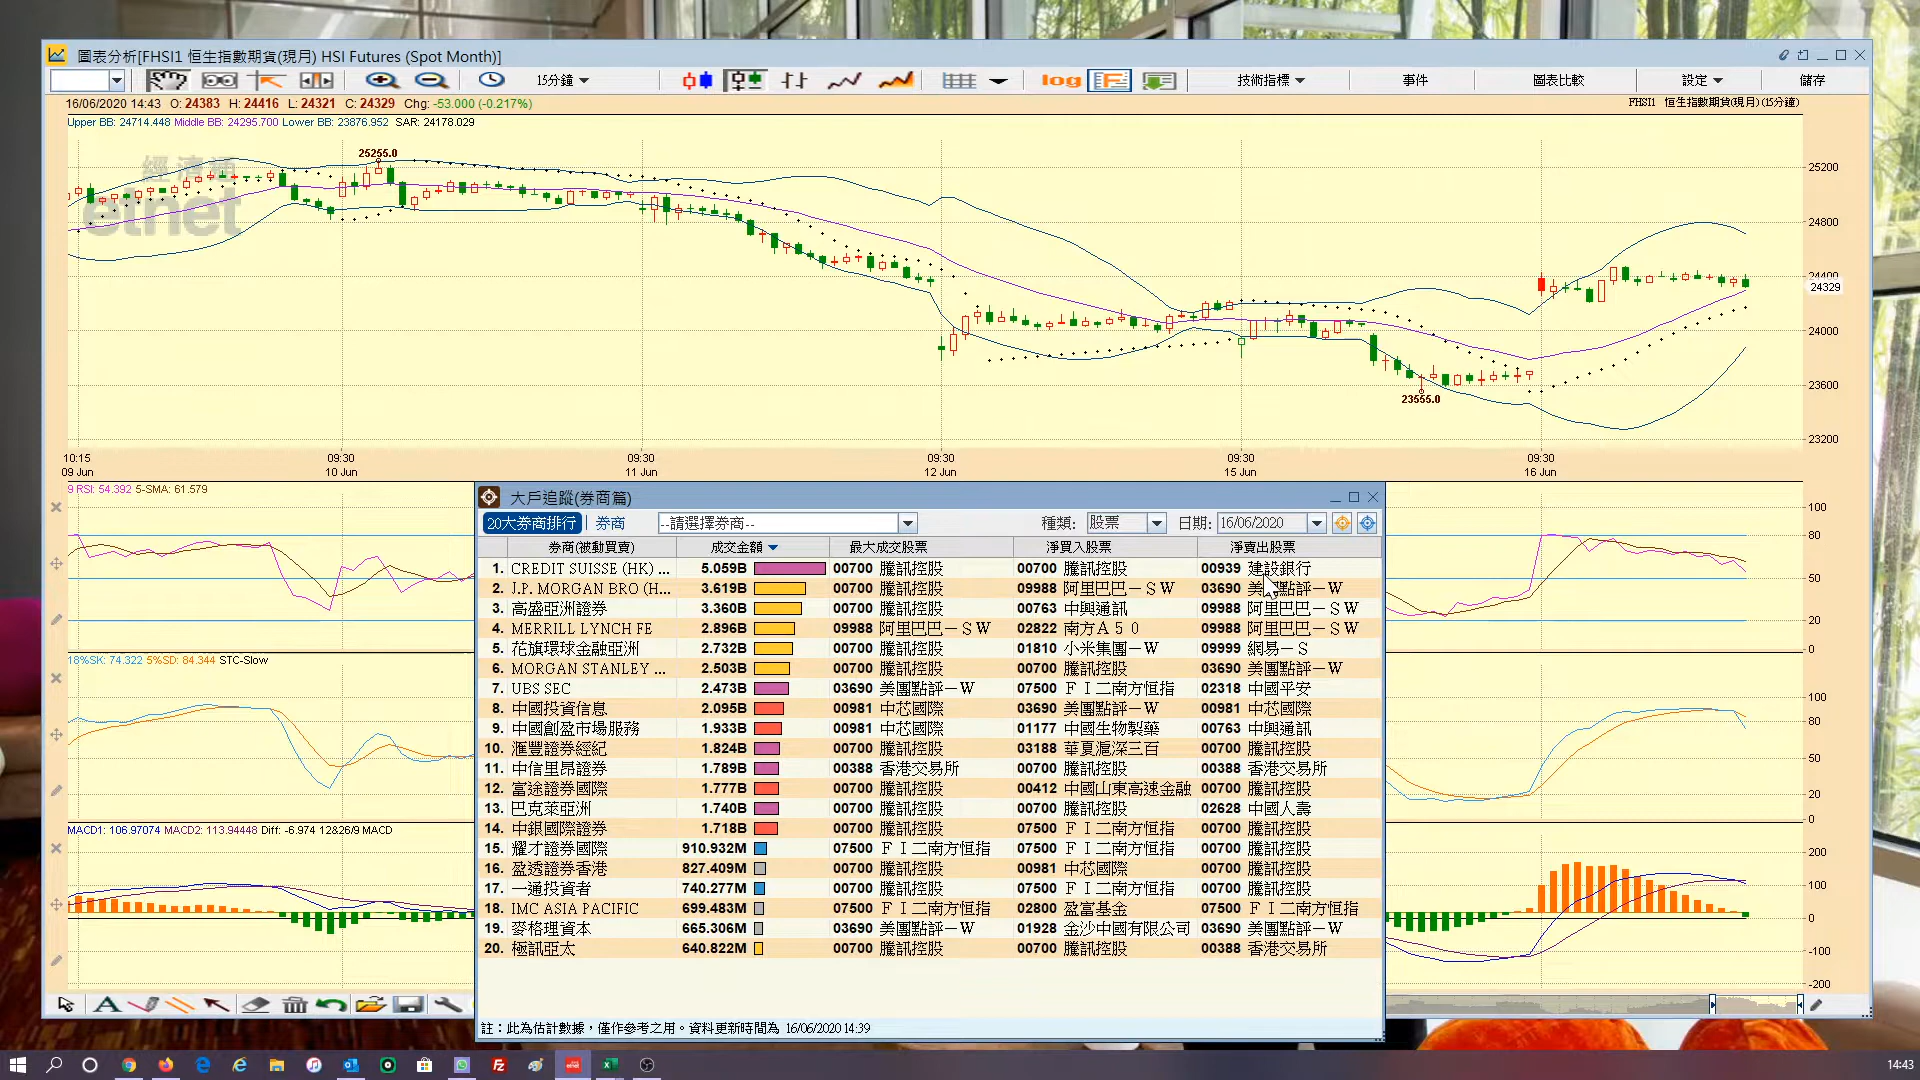 圖表分析[FHSI1 恒生指數期貨(現月) HSI Futures (Spot Month)]
15分鐘
log
技術指標
事件
圖表比較
設定
儲存
16/06/2020 14:43 O: 24383 H: 24416 L: 24321 C: 24329 Chg: -53.000 (-0.217%)
FHSI1 恒生指數期貨(現月) (15分鐘)
Upper BB: 24714.448 Middle BB: 24295.700 Lower BB: 23876.952 SAR: 24178.029
經濟通
etnet
25255.0
23555.0
25200
24800
24400
24329
24000
23600
23200
10:15
09 Jun
09:30
10 Jun
09:30
11 Jun
09:30
12 Jun
09:30
15 Jun
09:30
16 Jun
9 RSI: 54.392 5-SMA: 61.579
100
80
50
20
0
18%SK: 74.322 5%SD: 84.344 STC-Slow
100
80
50
20
0
MACD1: 106.97074 MACD2: 113.94448 Diff: -6.974 12&26/9 MACD
200
100
0
-100
-200
大戶追蹤(券商篇)
20大券商排行 券商 --請選擇券商-- 種類: 股票 日期: 16/06/2020
券商(被動買賣) 成交金額 最大成交股票 淨買入股票 淨賣出股票
1. CREDIT SUISSE (HK) ... 5.059B 00700 騰訊控股 00700 騰訊控股 00939 建設銀行
2. J.P. MORGAN BRO (H... 3.619B 00700 騰訊控股 09988 阿里巴巴－ＳＷ 03690 美團點評－W
3. 高盛亞洲證券 3.360B 00700 騰訊控股 00763 中興通訊 09988 阿里巴巴－ＳＷ
4. MERRILL LYNCH FE 2.896B 09988 阿里巴巴－ＳＷ 02822 南方Ａ５０ 09988 阿里巴巴－ＳＷ
5. 花旗環球金融亞洲 2.732B 00700 騰訊控股 01810 小米集團－W 09999 網易－Ｓ
6. MORGAN STANLEY ... 2.503B 00700 騰訊控股 00700 騰訊控股 03690 美團點評－W
7. UBS SEC 2.473B 03690 美團點評－W 07500 ＦＩ二南方恒指 02318 中國平安
8. 中國投資信息 2.095B 00981 中芯國際 03690 美團點評－W 00981 中芯國際
9. 中國創盈市場服務 1.933B 00981 中芯國際 01177 中國生物製藥 00763 中興通訊
10. 滙豐證券經紀 1.824B 00700 騰訊控股 03188 華夏滬深三百 00700 騰訊控股
11. 中信里昂證券 1.789B 00388 香港交易所 00700 騰訊控股 00388 香港交易所
12. 富途證券國際 1.777B 00700 騰訊控股 00412 中國山東高速金融 00700 騰訊控股
13. 巴克萊亞洲 1.740B 00700 騰訊控股 00700 騰訊控股 02628 中國人壽
14. 中銀國際證券 1.718B 00700 騰訊控股 07500 ＦＩ二南方恒指 00700 騰訊控股
15. 耀才證券國際 910.932M 07500 ＦＩ二南方恒指 07500 ＦＩ二南方恒指 00700 騰訊控股
16. 盈透證券香港 827.409M 00700 騰訊控股 00981 中芯國際 00700 騰訊控股
17. 一通投資者 740.277M 00700 騰訊控股 07500 ＦＩ二南方恒指 00700 騰訊控股
18. IMC ASIA PACIFIC 699.483M 07500 ＦＩ二南方恒指 02800 盈富基金 07500 ＦＩ二南方恒指
19. 麥格理資本 665.306M 03690 美團點評－W 01928 金沙中國有限公司 03690 美團點評－W
20. 極訊亞太 640.822M 00700 騰訊控股 00700 騰訊控股 00388 香港交易所
註：此為估計數據，僅作參考之用。資料更新時間為 16/06/2020 14:39
14:43